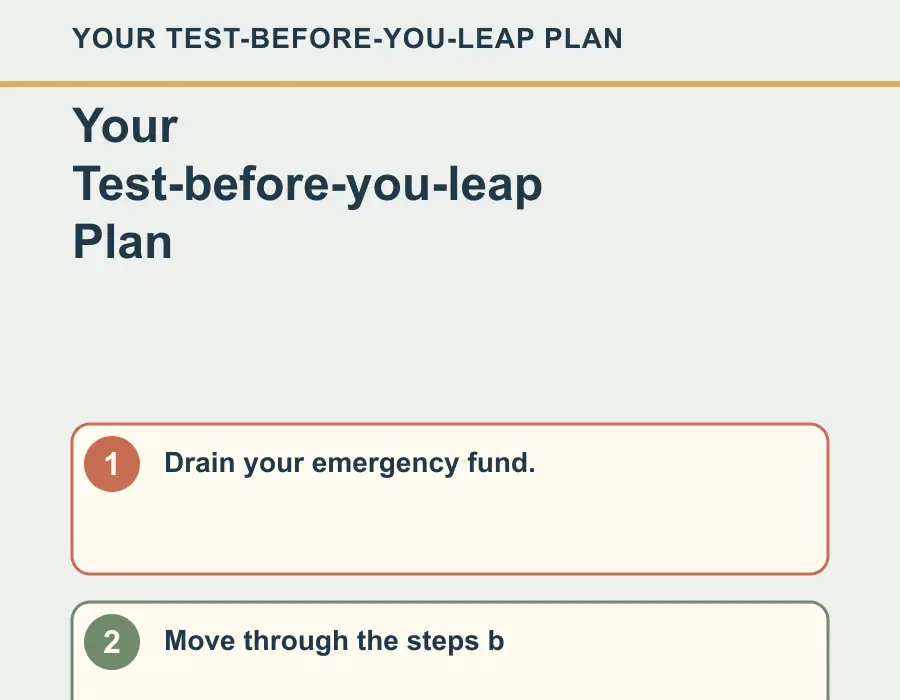 YOUR TEST-BEFORE-YOU-LEAP PLAN
Your
Test-before-you-leap
Plan
1
Drain your emergency fund.
2
Move through the steps b